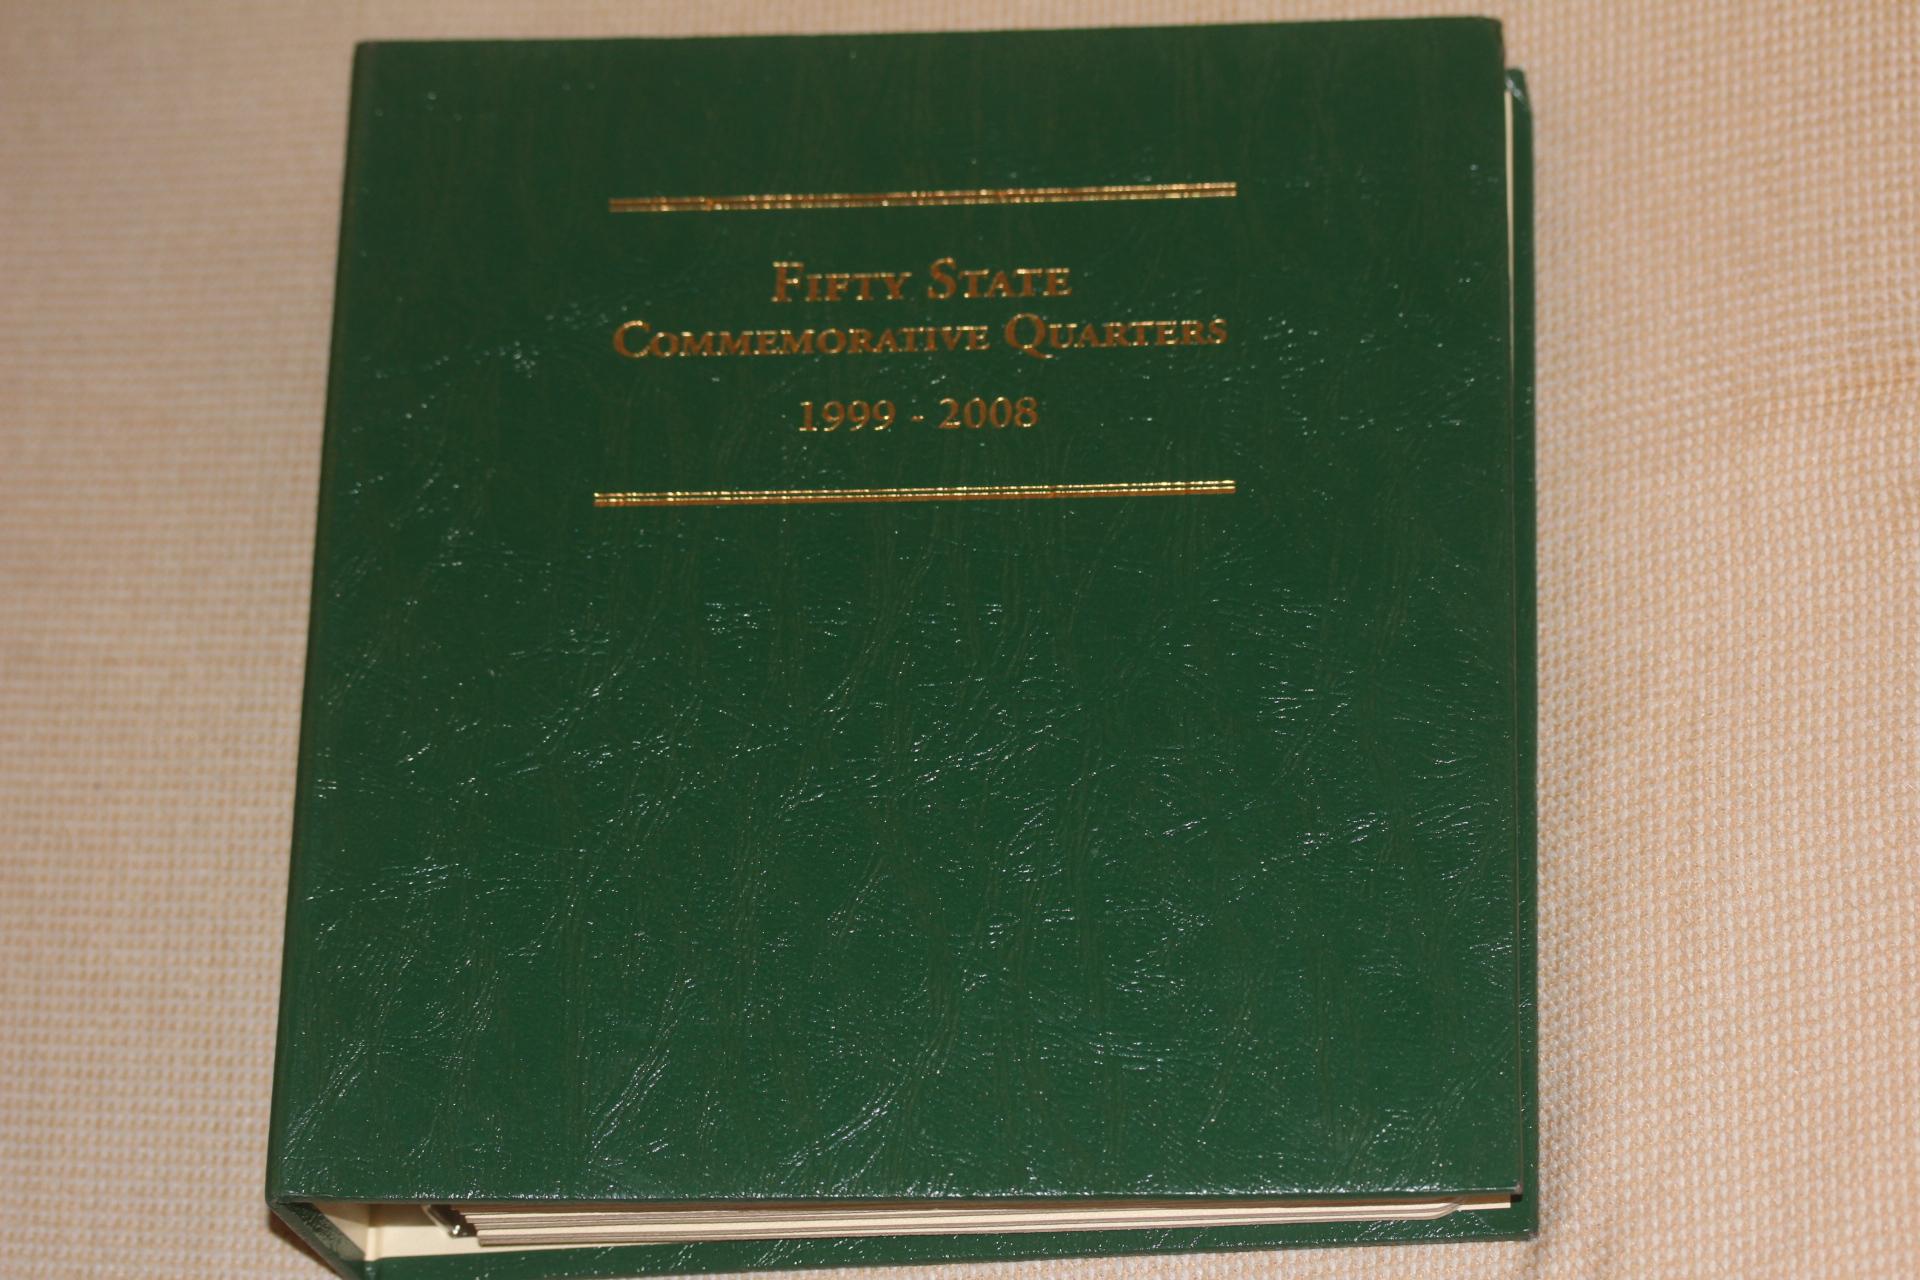 Fifty State
Commemorative Quarters
1999 - 2008